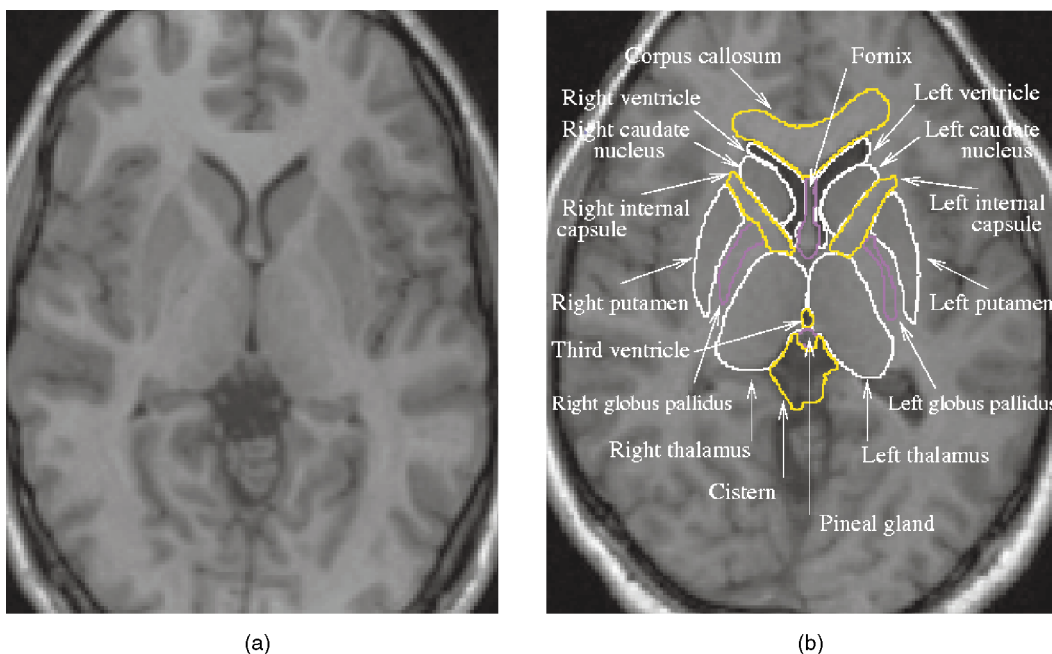 Corpus callosum
Fornix
Right ventricle
Left ventricle
Right caudate
nucleus
Left caudate
nucleus
Right internal
capsule
Left internal
capsule
Right putamen
Left putamen
Third ventricle
Right globus pallidus
Left globus pallidus
Right thalamus
Left thalamus
Cistern
Pineal gland
(a)
(b)